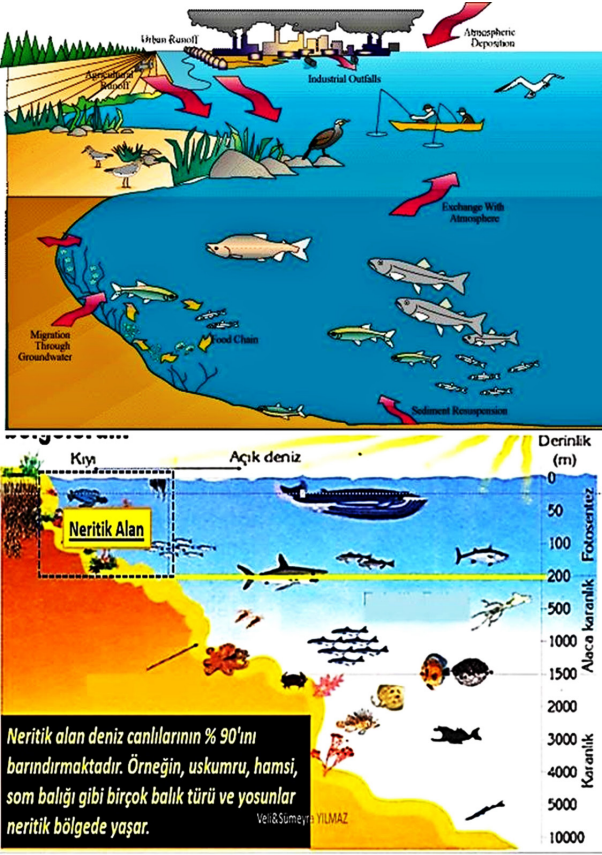 Urban Runoff
Atmospheric
Deposition
Agricultural
Runoff
Industrial Outfalls
Exchange With
Atmosphere
Migration
Through
Groundwater
Food Chain
Sediment Resuspension
Kıyı
Açık deniz
Derinlik
(m)
0
50
100
200
500
1000
1500
2000
3000
4000
5000
10000
Fotosentez
Alaca karanlık
Karanlık
Neritik Alan
Neritik alan deniz canlılarının % 90'ını
barındırmaktadır. Örneğin, uskumru, hamsi,
som balığı gibi birçok balık türü ve yosunlar
neritik bölgede yaşar.
Veli&Sümeyra YILMAZ